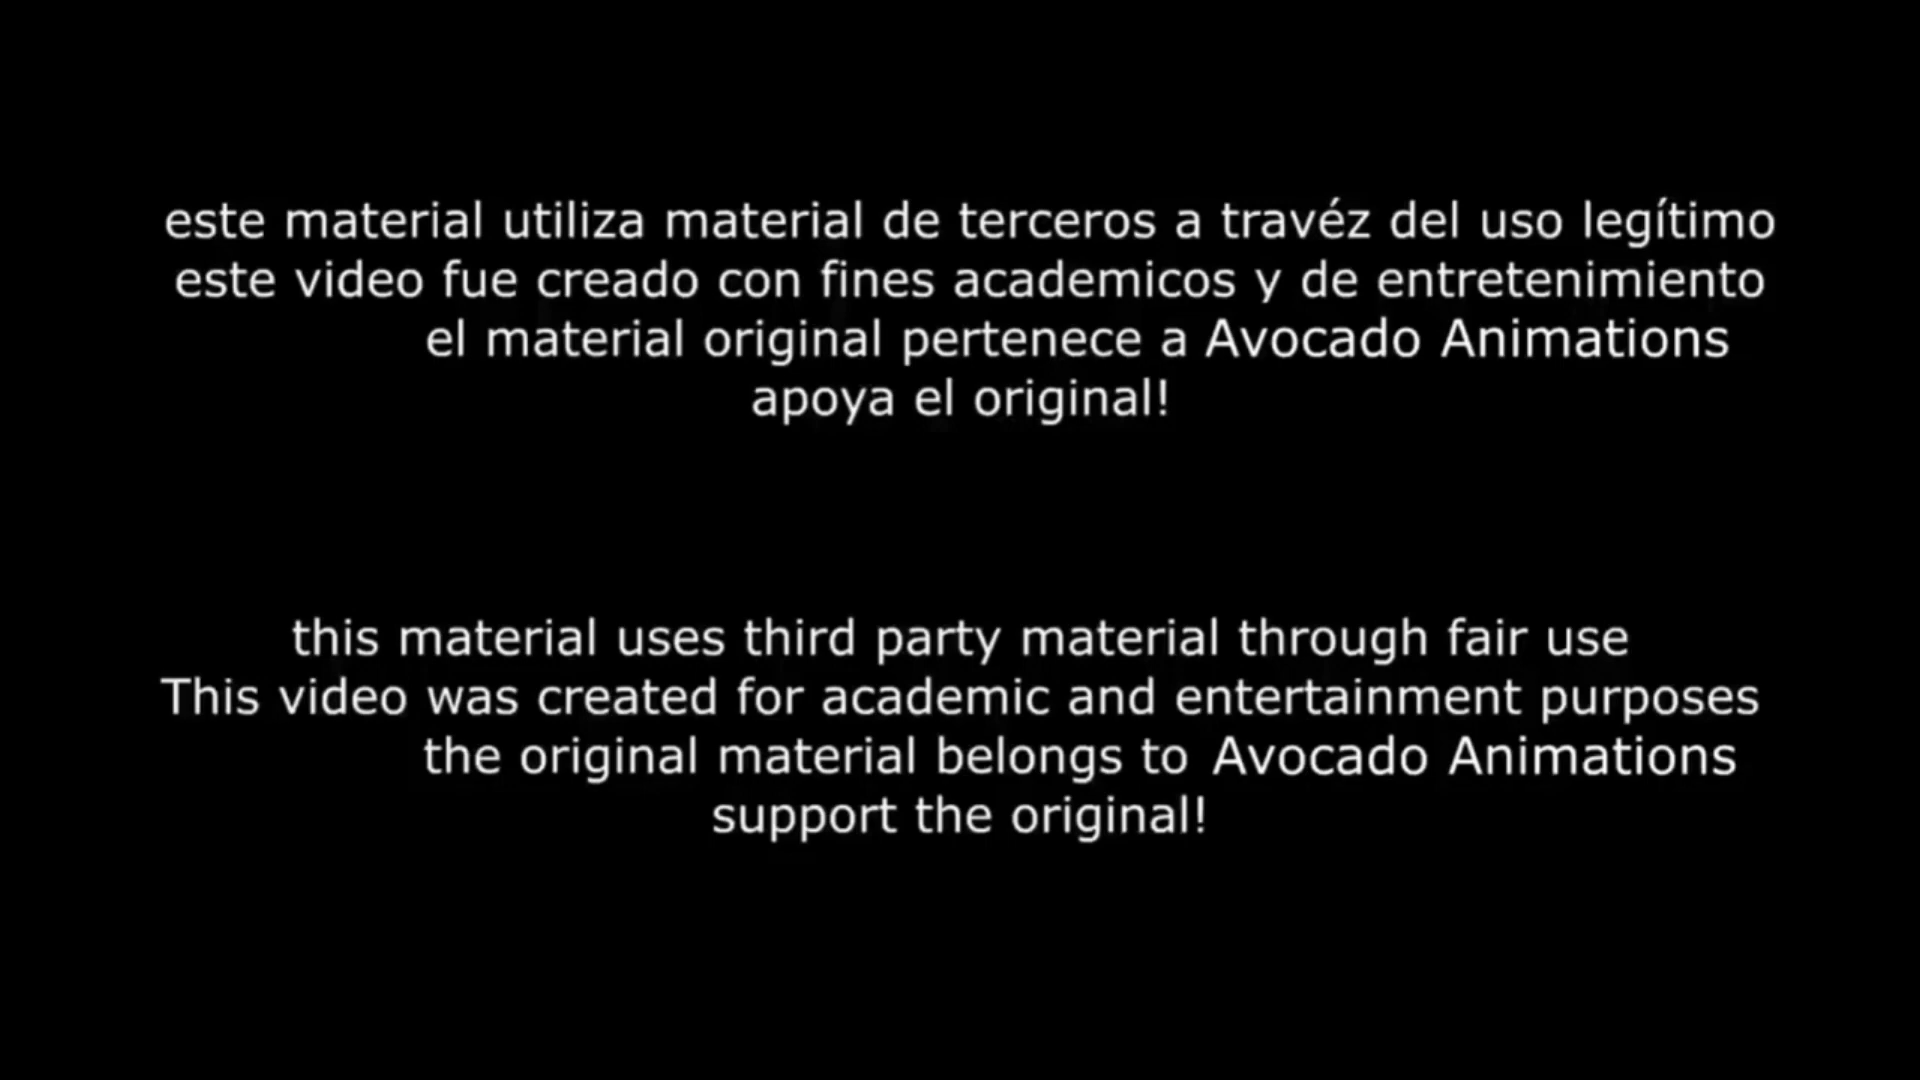 este material utiliza material de terceros a travéz del uso legítimo
este video fue creado con fines academicos y de entretenimiento
el material original pertenece a Avocado Animations
apoya el original!
this material uses third party material through fair use
This video was created for academic and entertainment purposes
the original material belongs to Avocado Animations
support the original!